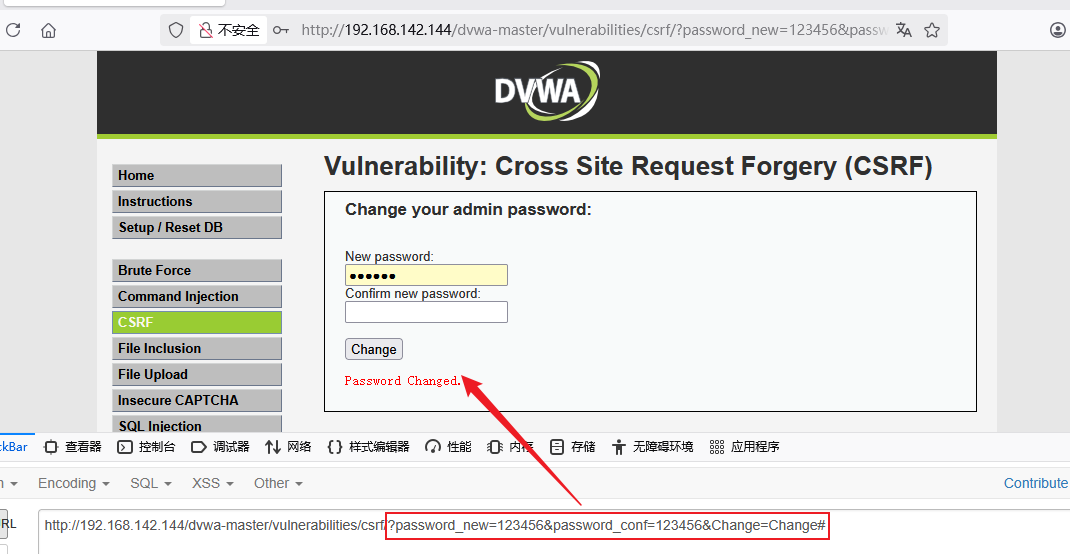 不安全
http://192.168.142.144/dvwa-master/vulnerabilities/csrf/?password_new=123456&passw
DVWA
Home
Instructions
Setup / Reset DB
Brute Force
Command Injection
CSRF
File Inclusion
File Upload
Insecure CAPTCHA
SQL Injection
Vulnerability: Cross Site Request Forgery (CSRF)
Change your admin password:
New password:
••••••
Confirm new password:
Change
Password Changed.
ckBar 查看器 控制台 调试器 网络 样式编辑器 性能 内存 存储 无障碍环境 应用程序
Encoding SQL XSS Other Contribute
RL
http://192.168.142.144/dvwa-master/vulnerabilities/csrf/?password_new=123456&password_conf=123456&Change=Change#